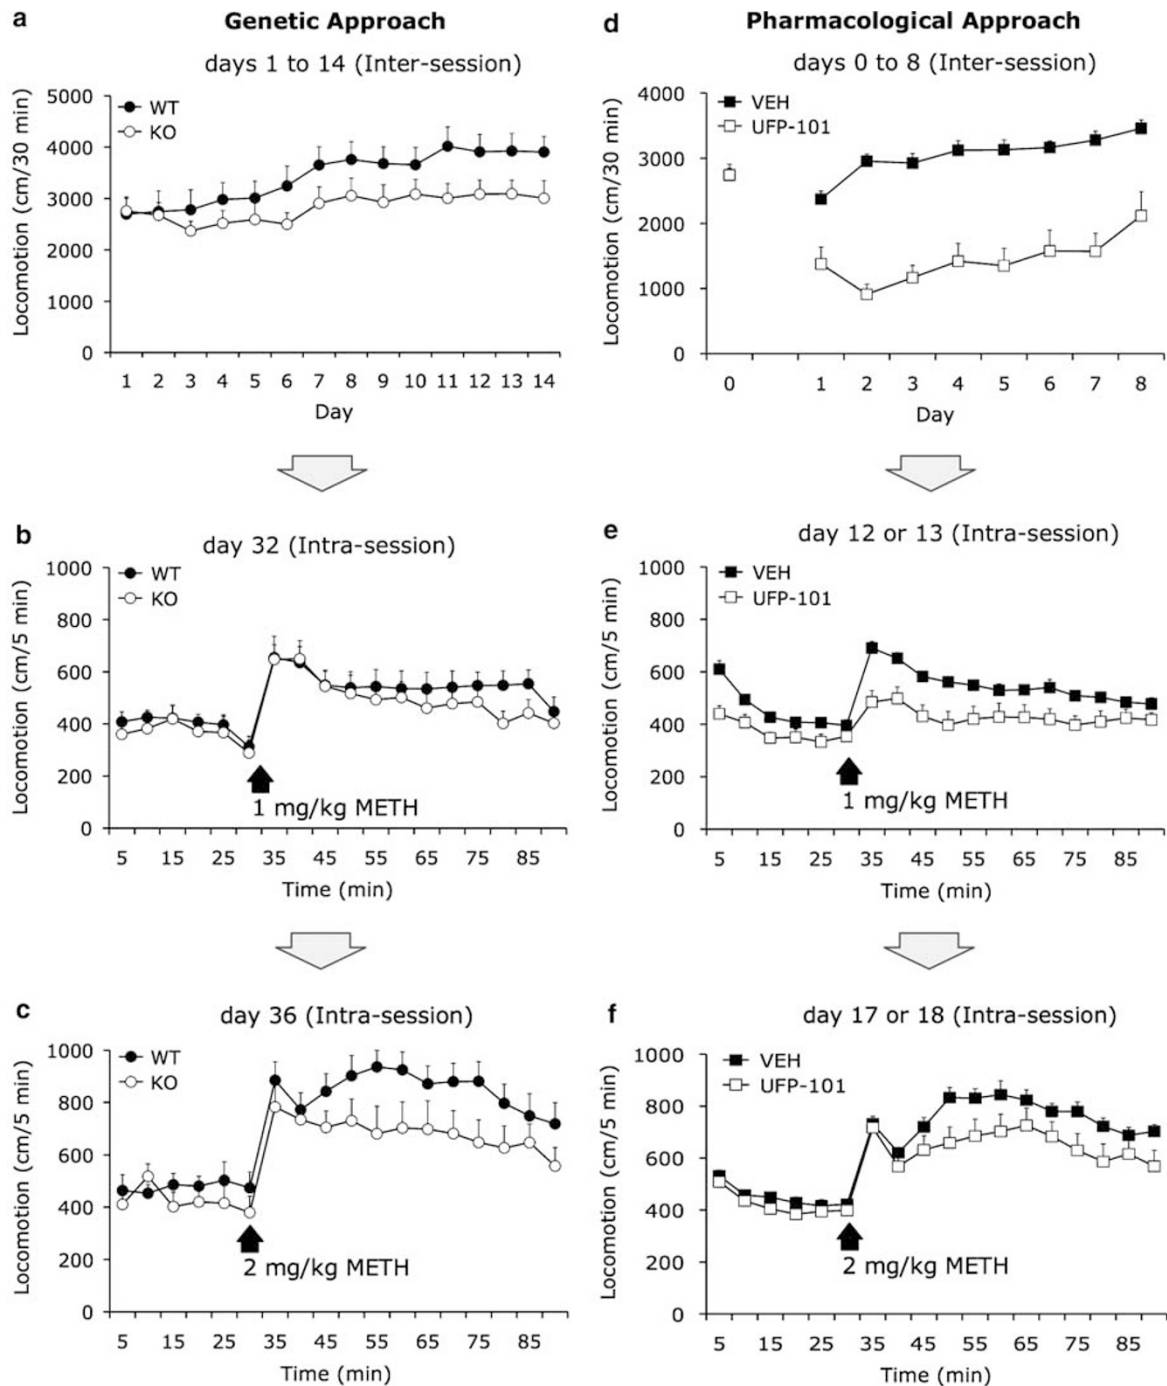 a
Genetic Approach
days 1 to 14 (Inter-session)
Locomotion (cm/30 min)
5000
4000
3000
2000
1000
0
WT
KO
1 2 3 4 5 6 7 8 9 10 11 12 13 14
Day
d
Pharmacological Approach
days 0 to 8 (Inter-session)
Locomotion (cm/30 min)
4000
3000
2000
1000
0
VEH
UFP-101
0 1 2 3 4 5 6 7 8
Day
b
day 32 (Intra-session)
Locomotion (cm/5 min)
1000
800
600
400
200
0
WT
KO
1 mg/kg METH
5 15 25 35 45 55 65 75 85
Time (min)
e
day 12 or 13 (Intra-session)
Locomotion (cm/5 min)
1000
800
600
400
200
0
VEH
UFP-101
1 mg/kg METH
5 15 25 35 45 55 65 75 85
Time (min)
c
day 36 (Intra-session)
Locomotion (cm/5 min)
1000
800
600
400
200
0
WT
KO
2 mg/kg METH
5 15 25 35 45 55 65 75 85
Time (min)
f
day 17 or 18 (Intra-session)
Locomotion (cm/5 min)
1000
800
600
400
200
0
VEH
UFP-101
2 mg/kg METH
5 15 25 35 45 55 65 75 85
Time (min)